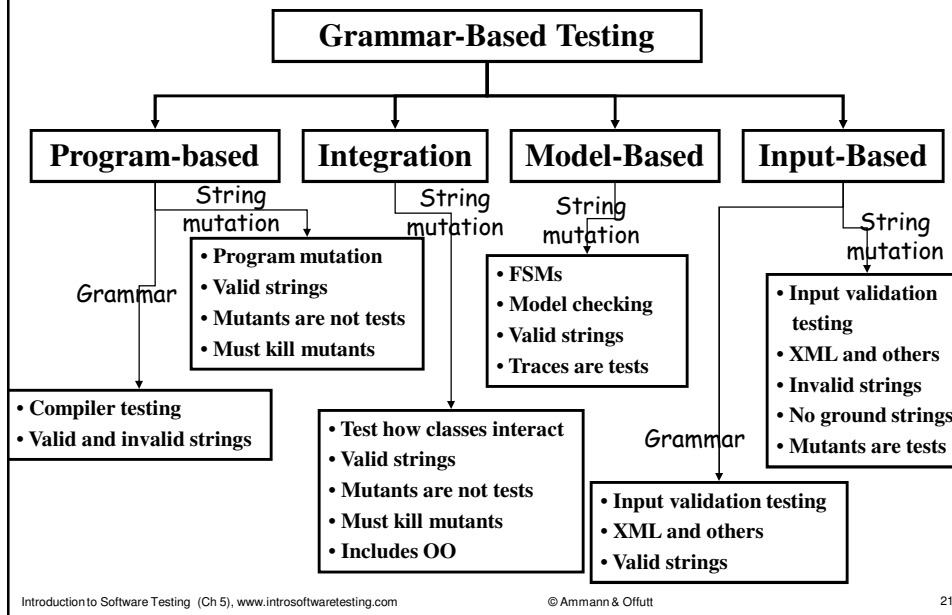 Grammar-Based Testing
Program-based
Integration
Model-Based
Input-Based
String
mutation
• Program mutation
• Valid strings
• Mutants are not tests
• Must kill mutants
Grammar
• Compiler testing
• Valid and invalid strings
String
mutation
• Test how classes interact
• Valid strings
• Mutants are not tests
• Must kill mutants
• Includes OO
String
mutation
• FSMs
• Model checking
• Valid strings
• Traces are tests
String
mutation
• Input validation
testing
• XML and others
• Invalid strings
• No ground strings
• Mutants are tests
Grammar
• Input validation testing
• XML and others
• Valid strings
Introduction to Software Testing (Ch 5), www.introsoftwaretesting.com
© Ammann & Offutt
21